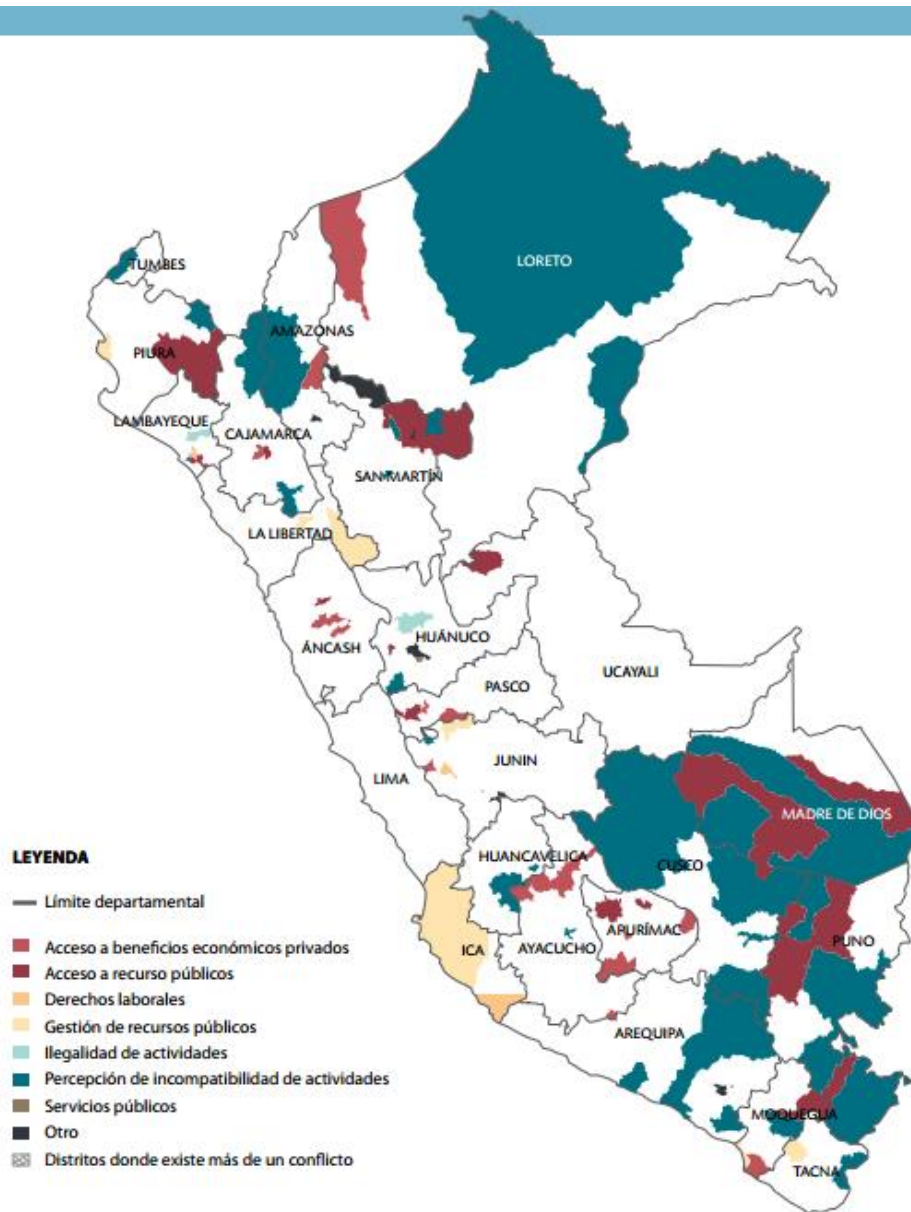 LORETO
TUMBES
AMAZONAS
PIURA
LAMBAYEQUE
CAJAMARCA
SAN MARTÍN
LA LIBERTAD
HUÁNUCO
ÁNCASH
UCAYALI
PASCO
JUNIN
LIMA
MADRE DE DIOS
HUANCAVELICA
CUSCO
APURÍMAC
PUNO
ICA
AYACUCHO
AREQUIPA
MOQUEGUA
TACNA
LEYENDA
Límite departamental
Acceso a beneficios económicos privados
Acceso a recurso públicos
Derechos laborales
Gestión de recursos públicos
Ilegalidad de actividades
Percepción de incompatibilidad de actividades
Servicios públicos
Otro
Distritos donde existe más de un conflicto